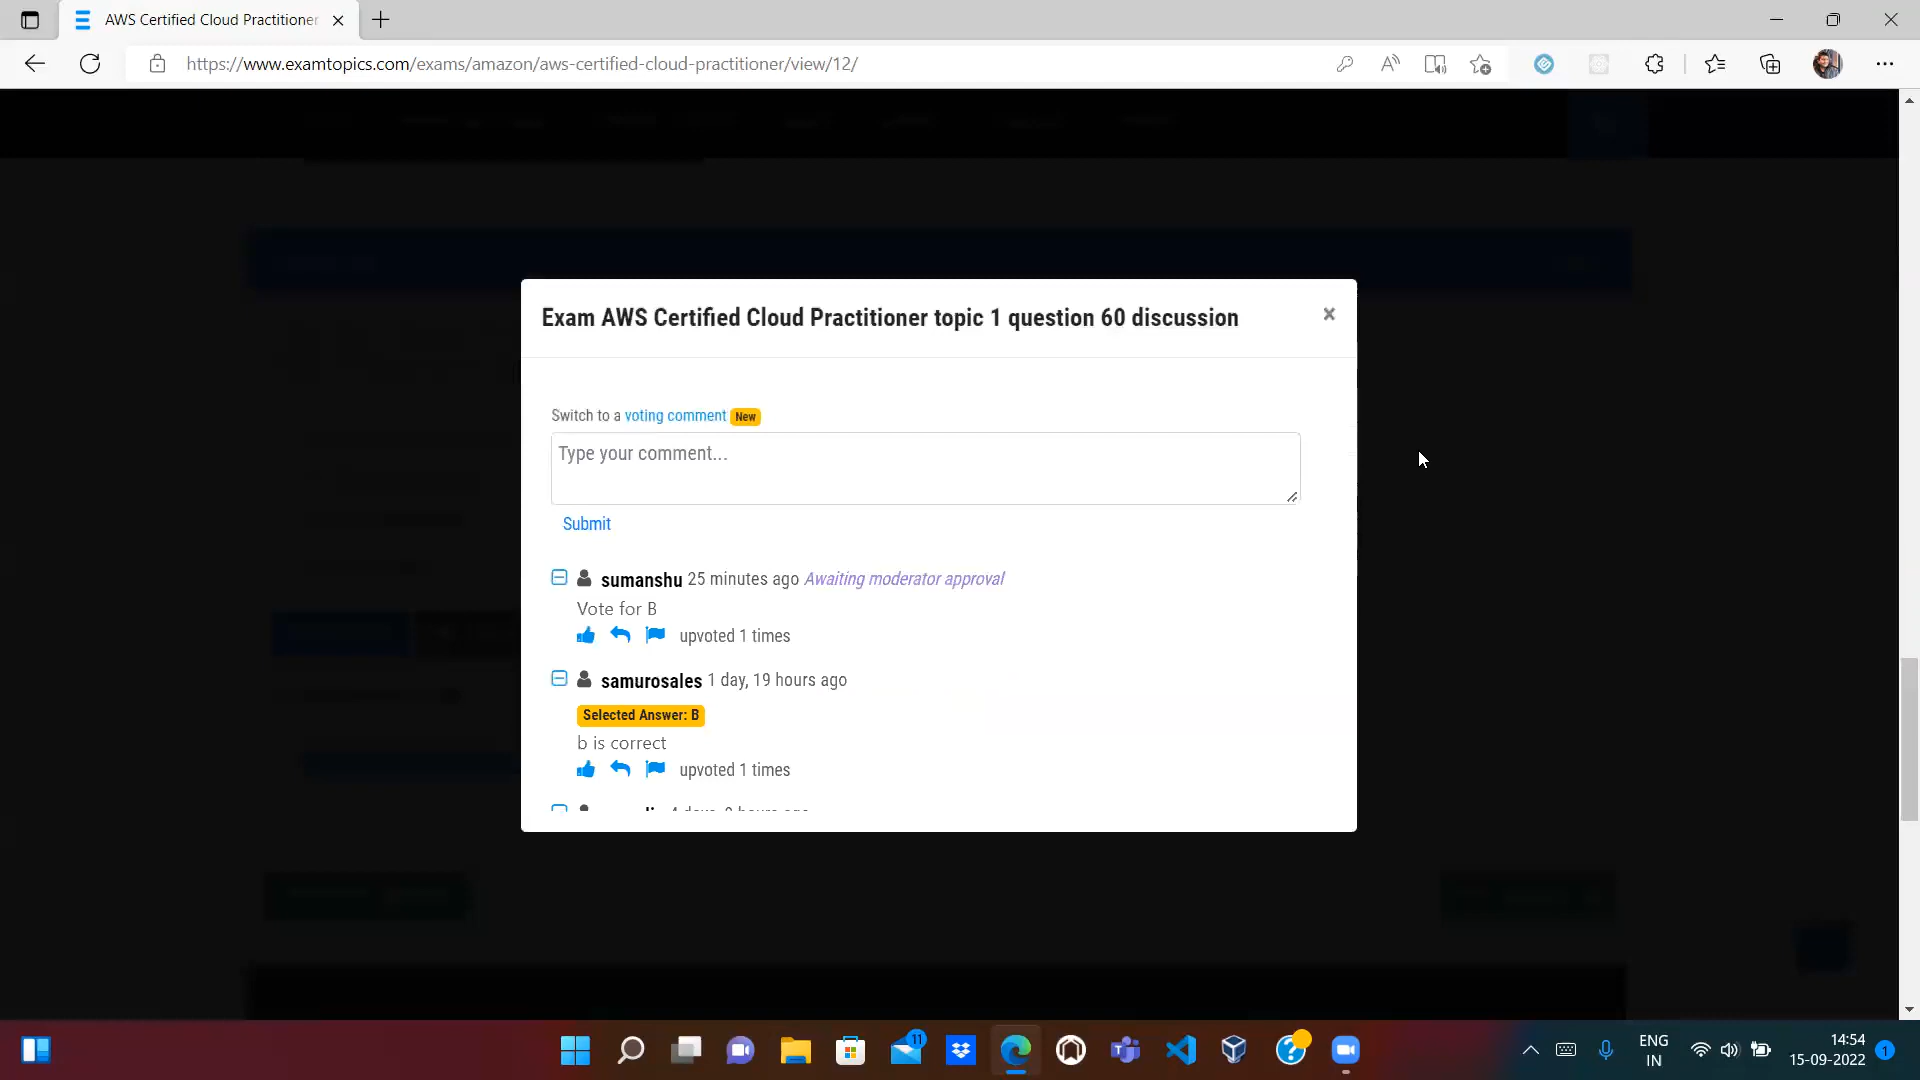 AWS Certified Cloud Practitioner
https://www.examtopics.com/exams/amazon/aws-certified-cloud-practitioner/view/12/
Exam AWS Certified Cloud Practitioner topic 1 question 60 discussion
×
Switch to a voting comment New
Type your comment...
Submit
sumanshu 25 minutes ago Awaiting moderator approval
Vote for B
upvoted 1 times
samurosales 1 day, 19 hours ago
Selected Answer: B
b is correct
upvoted 1 times
11
ENG
IN
14:54
15-09-2022
1